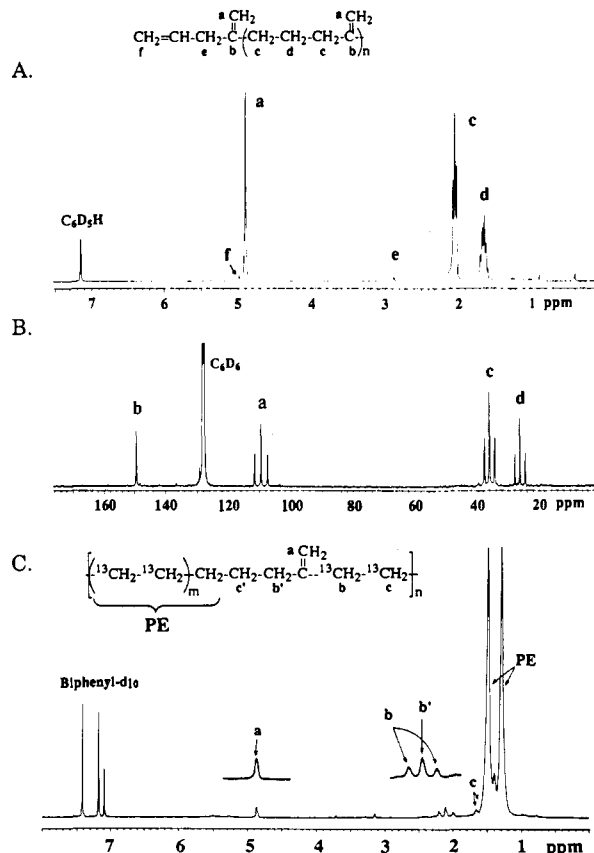 a CH₂ a CH₂
CH₂=CH-CH₂-C-(CH₂-CH₂-CH₂-C)n
f e b c d c b
A.
a
c
d
C₆D₅H
f
e
7 6 5 4 3 2 1 ppm
B.
C₆D₆
b
a
c
d
160 140 120 100 80 60 40 20 ppm
C.
a CH₂
[(¹³CH₂-¹³CH₂)m-CH₂-CH₂-CH₂-C-¹³CH₂-¹³CH₂]n
c' b' b c
PE
Biphenyl-d₁₀
a
b
b'
PE
c
7 6 5 4 3 2 1 ppm